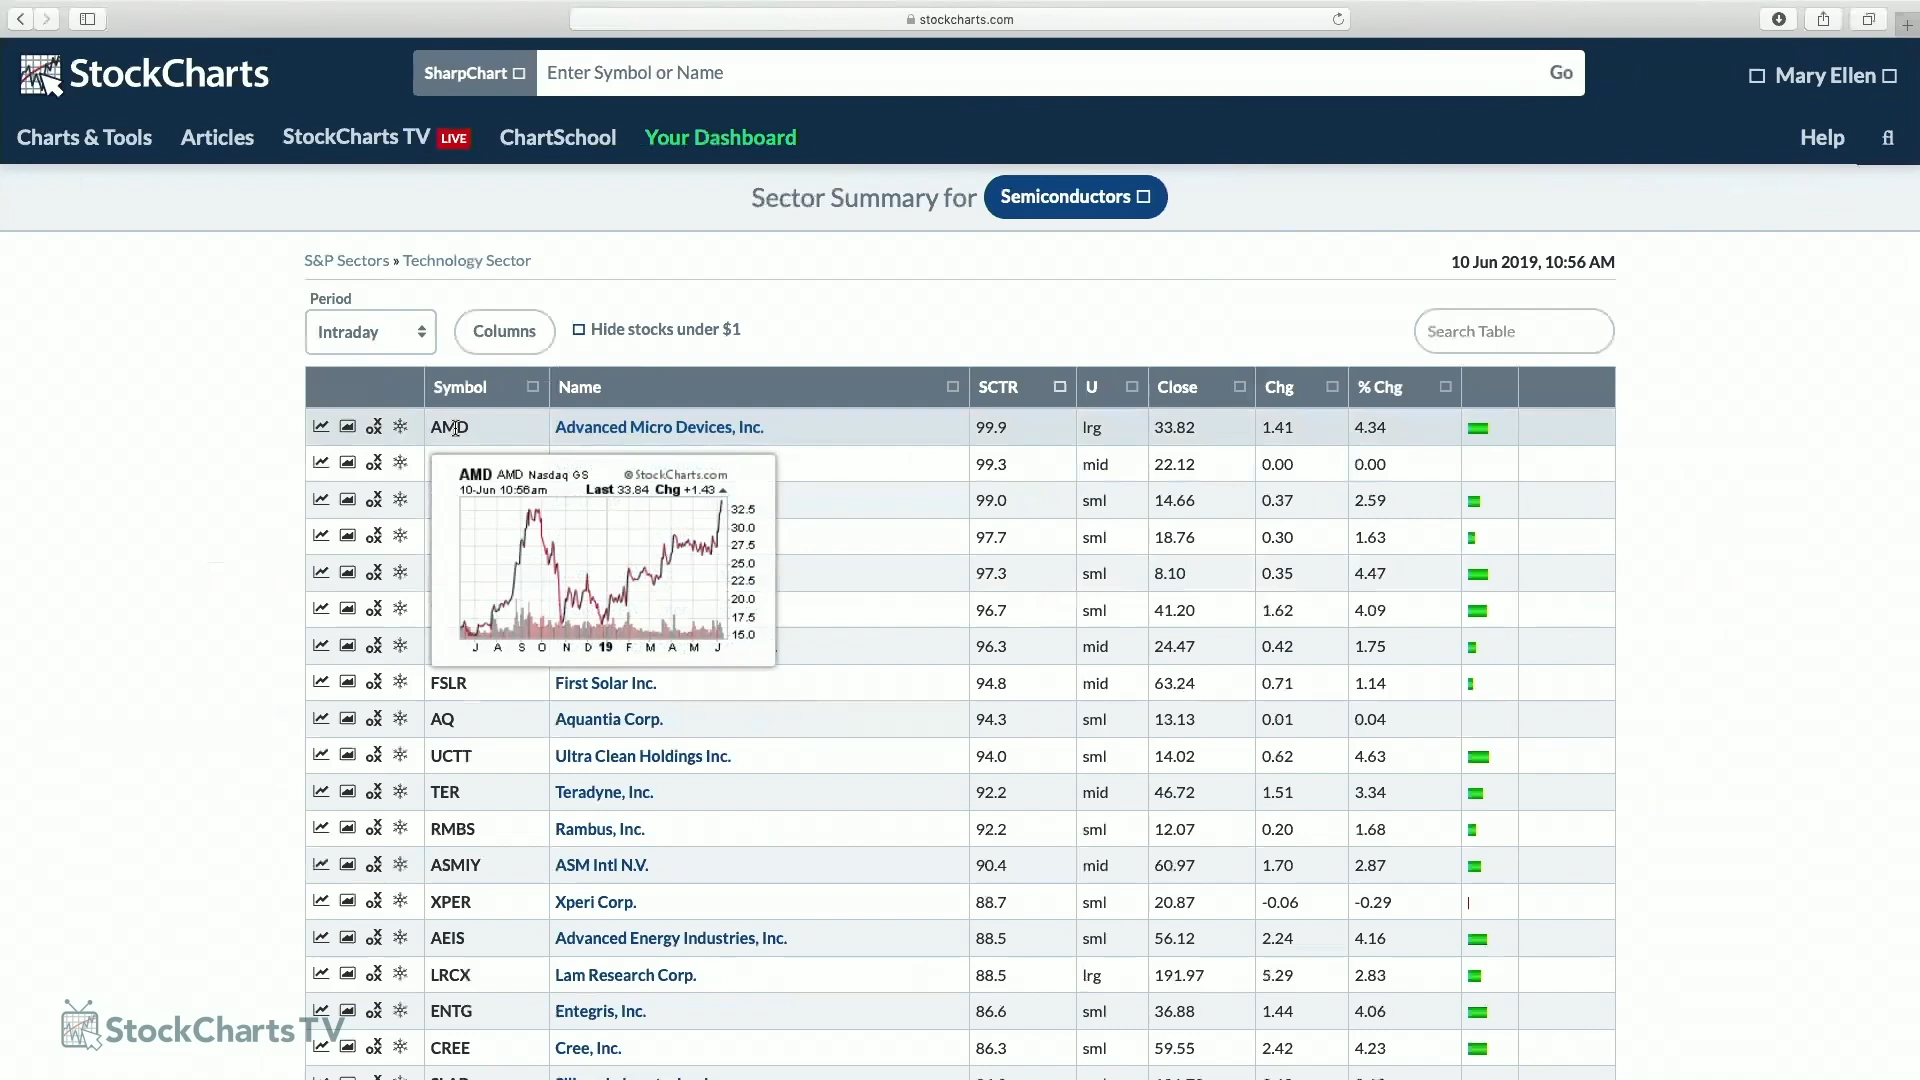 stockcharts.com
StockCharts
SharpChart
Enter Symbol or Name
Go
Mary Ellen
Charts & Tools
Articles
StockCharts TV LIVE
ChartSchool
Your Dashboard
Help
Sector Summary for Semiconductors
S&P Sectors » Technology Sector
10 Jun 2019, 10:56 AM
Period
Intraday
Columns
Hide stocks under $1
Search Table
Symbol Name SCTR U Close Chg % Chg
AMD Advanced Micro Devices, Inc. 99.9 lrg 33.82 1.41 4.34
99.3 mid 22.12 0.00 0.00
99.0 sml 14.66 0.37 2.59
97.7 sml 18.76 0.30 1.63
97.3 sml 8.10 0.35 4.47
96.7 sml 41.20 1.62 4.09
96.3 mid 24.47 0.42 1.75
AMD AMD Nasdaq GS © StockCharts.com
10-Jun 10:56am Last 33.84 Chg +1.43
32.5
30.0
27.5
25.0
22.5
20.0
17.5
15.0
J A S O N D 19 F M A M J
FSLR First Solar Inc. 94.8 mid 63.24 0.71 1.14
AQ Aquantia Corp. 94.3 sml 13.13 0.01 0.04
UCTT Ultra Clean Holdings Inc. 94.0 sml 14.02 0.62 4.63
TER Teradyne, Inc. 92.2 mid 46.72 1.51 3.34
RMBS Rambus, Inc. 92.2 sml 12.07 0.20 1.68
ASMIY ASM Intl N.V. 90.4 mid 60.97 1.70 2.87
XPER Xperi Corp. 88.7 sml 20.87 -0.06 -0.29
AEIS Advanced Energy Industries, Inc. 88.5 sml 56.12 2.24 4.16
LRCX Lam Research Corp. 88.5 lrg 191.97 5.29 2.83
ENTG Entegris, Inc. 86.6 sml 36.88 1.44 4.06
CREE Cree, Inc. 86.3 sml 59.55 2.42 4.23
StockCharts TV